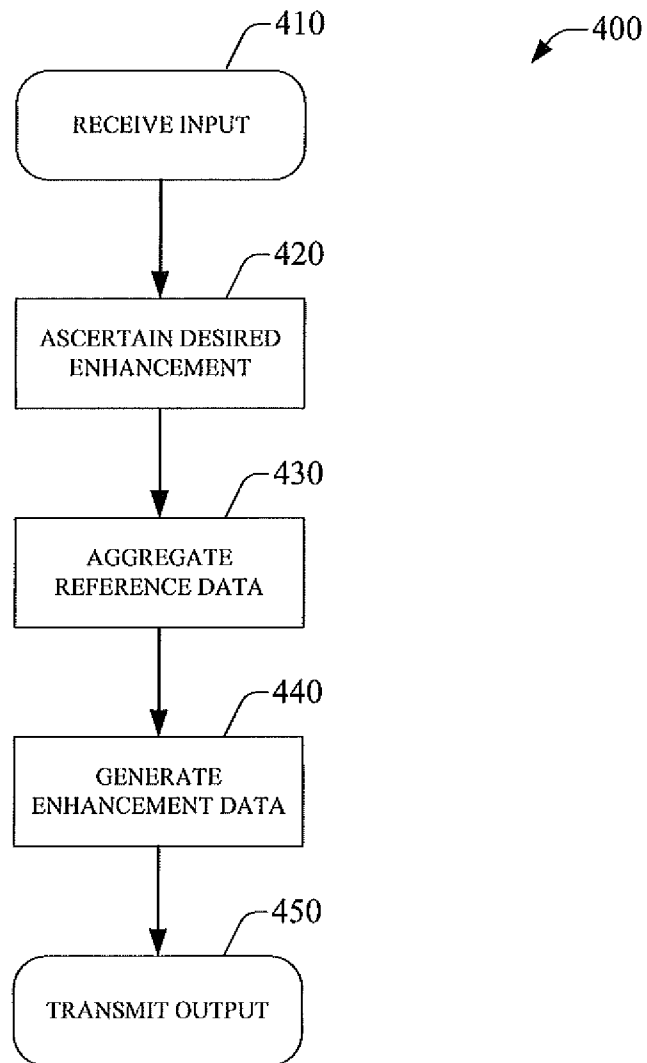 410
400
RECEIVE INPUT
420
ASCERTAIN DESIRED
ENHANCEMENT
430
AGGREGATE
REFERENCE DATA
440
GENERATE
ENHANCEMENT DATA
450
TRANSMIT OUTPUT